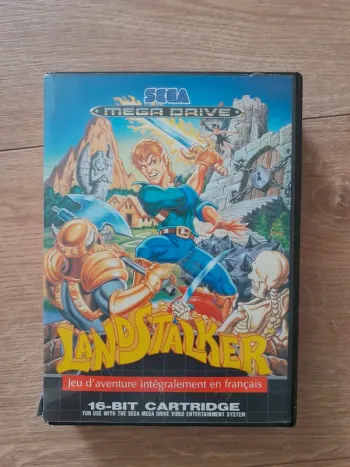 SEGA
MEGA DRIVE
LANDSTALKER
Jeu d'aventure intégralement en français
16-BIT CARTRIDGE
FOR USE WITH THE SEGA MEGA DRIVE VIDEO ENTERTAINMENT SYSTEM